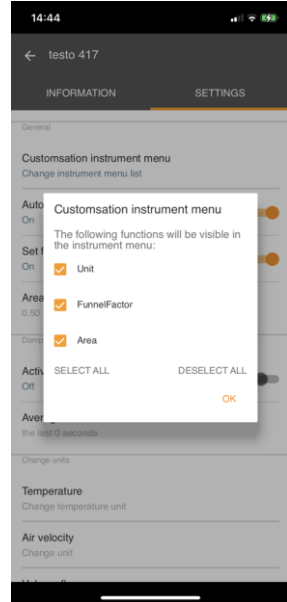 14:44
testo 417
INFORMATION SETTINGS
General
Customsation instrument menu
Change instrument menu list
Auto
On
Customsation instrument menu
The following functions will be visible in
the instrument menu:
Set f
On
Unit
Area
0.50
FunnelFactor
Damp
Area
Activ
Off
SELECT ALL DESELECT ALL
OK
Aver
the last 0 seconds
Change units
Temperature
Change temperature unit
Air velocity
Change unit